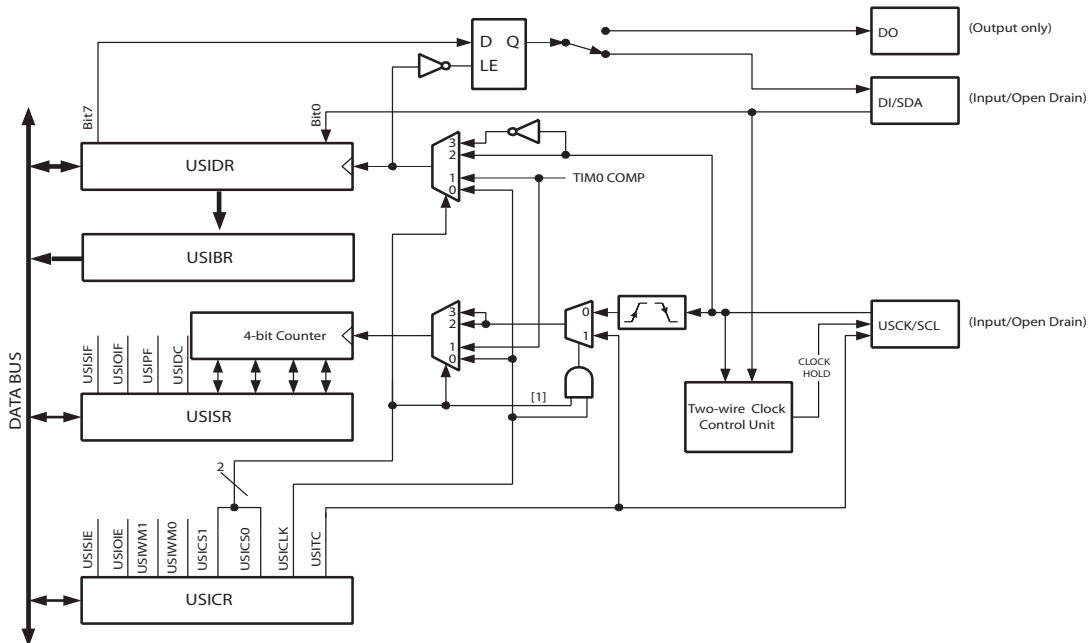 DO
(Output only)
D Q
LE
DI/SDA
(Input/Open Drain)
Bit7
Bit0
USIDR
3
2
1
0
TIM0 COMP
USIBR
4-bit Counter
3
2
1
0
0
1
USCK/SCL
(Input/Open Drain)
CLOCK
HOLD
USISIF
USIOIF
USIPF
USIDC
[1]
Two-wire Clock
Control Unit
USISR
DATA BUS
2
USISIE
USIOIE
USIWM1
USIWM0
USICS1
USICS0
USICLK
USITC
USICR